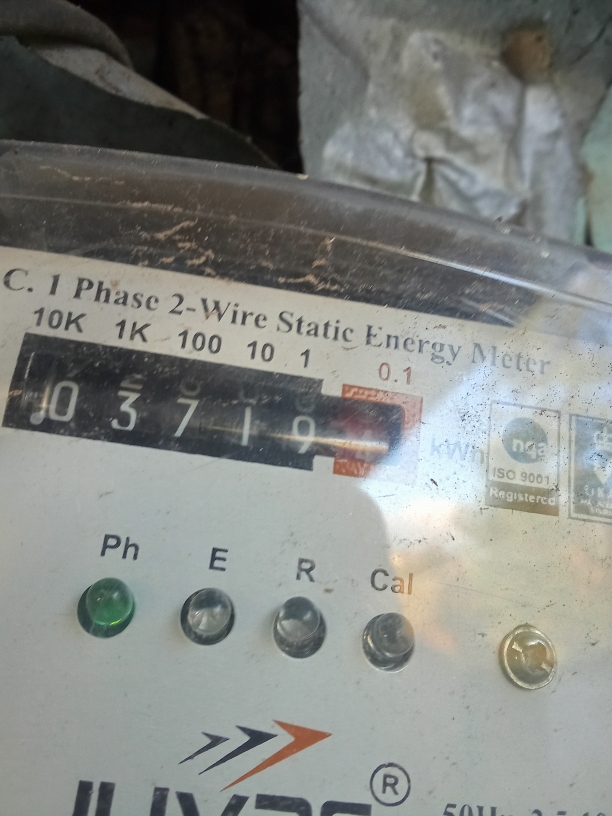 C. 1 Phase 2-Wire Static Energy Meter
10K 1K 100 10 1 0.1
0 3 7 1 9
kWh
nqa
ISO 9001
Registered
Ph E R Cal
®